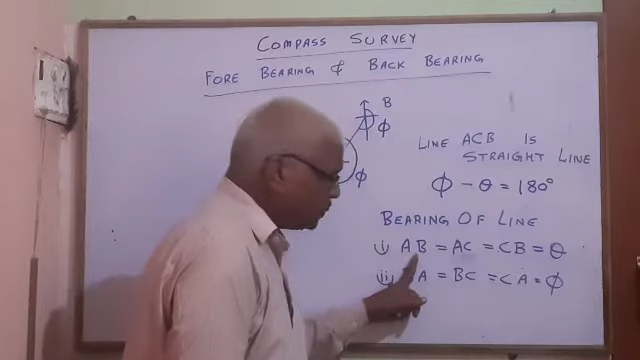 COMPASS SURVEY
FORE BEARING & BACK BEARING
B
ϕ
ϕ
LINE ACB IS
STRAIGHT LINE
ϕ - θ = 180°
BEARING OF LINE
(i) AB = AC = CB = θ
(ii) A = BC = CA = ϕ